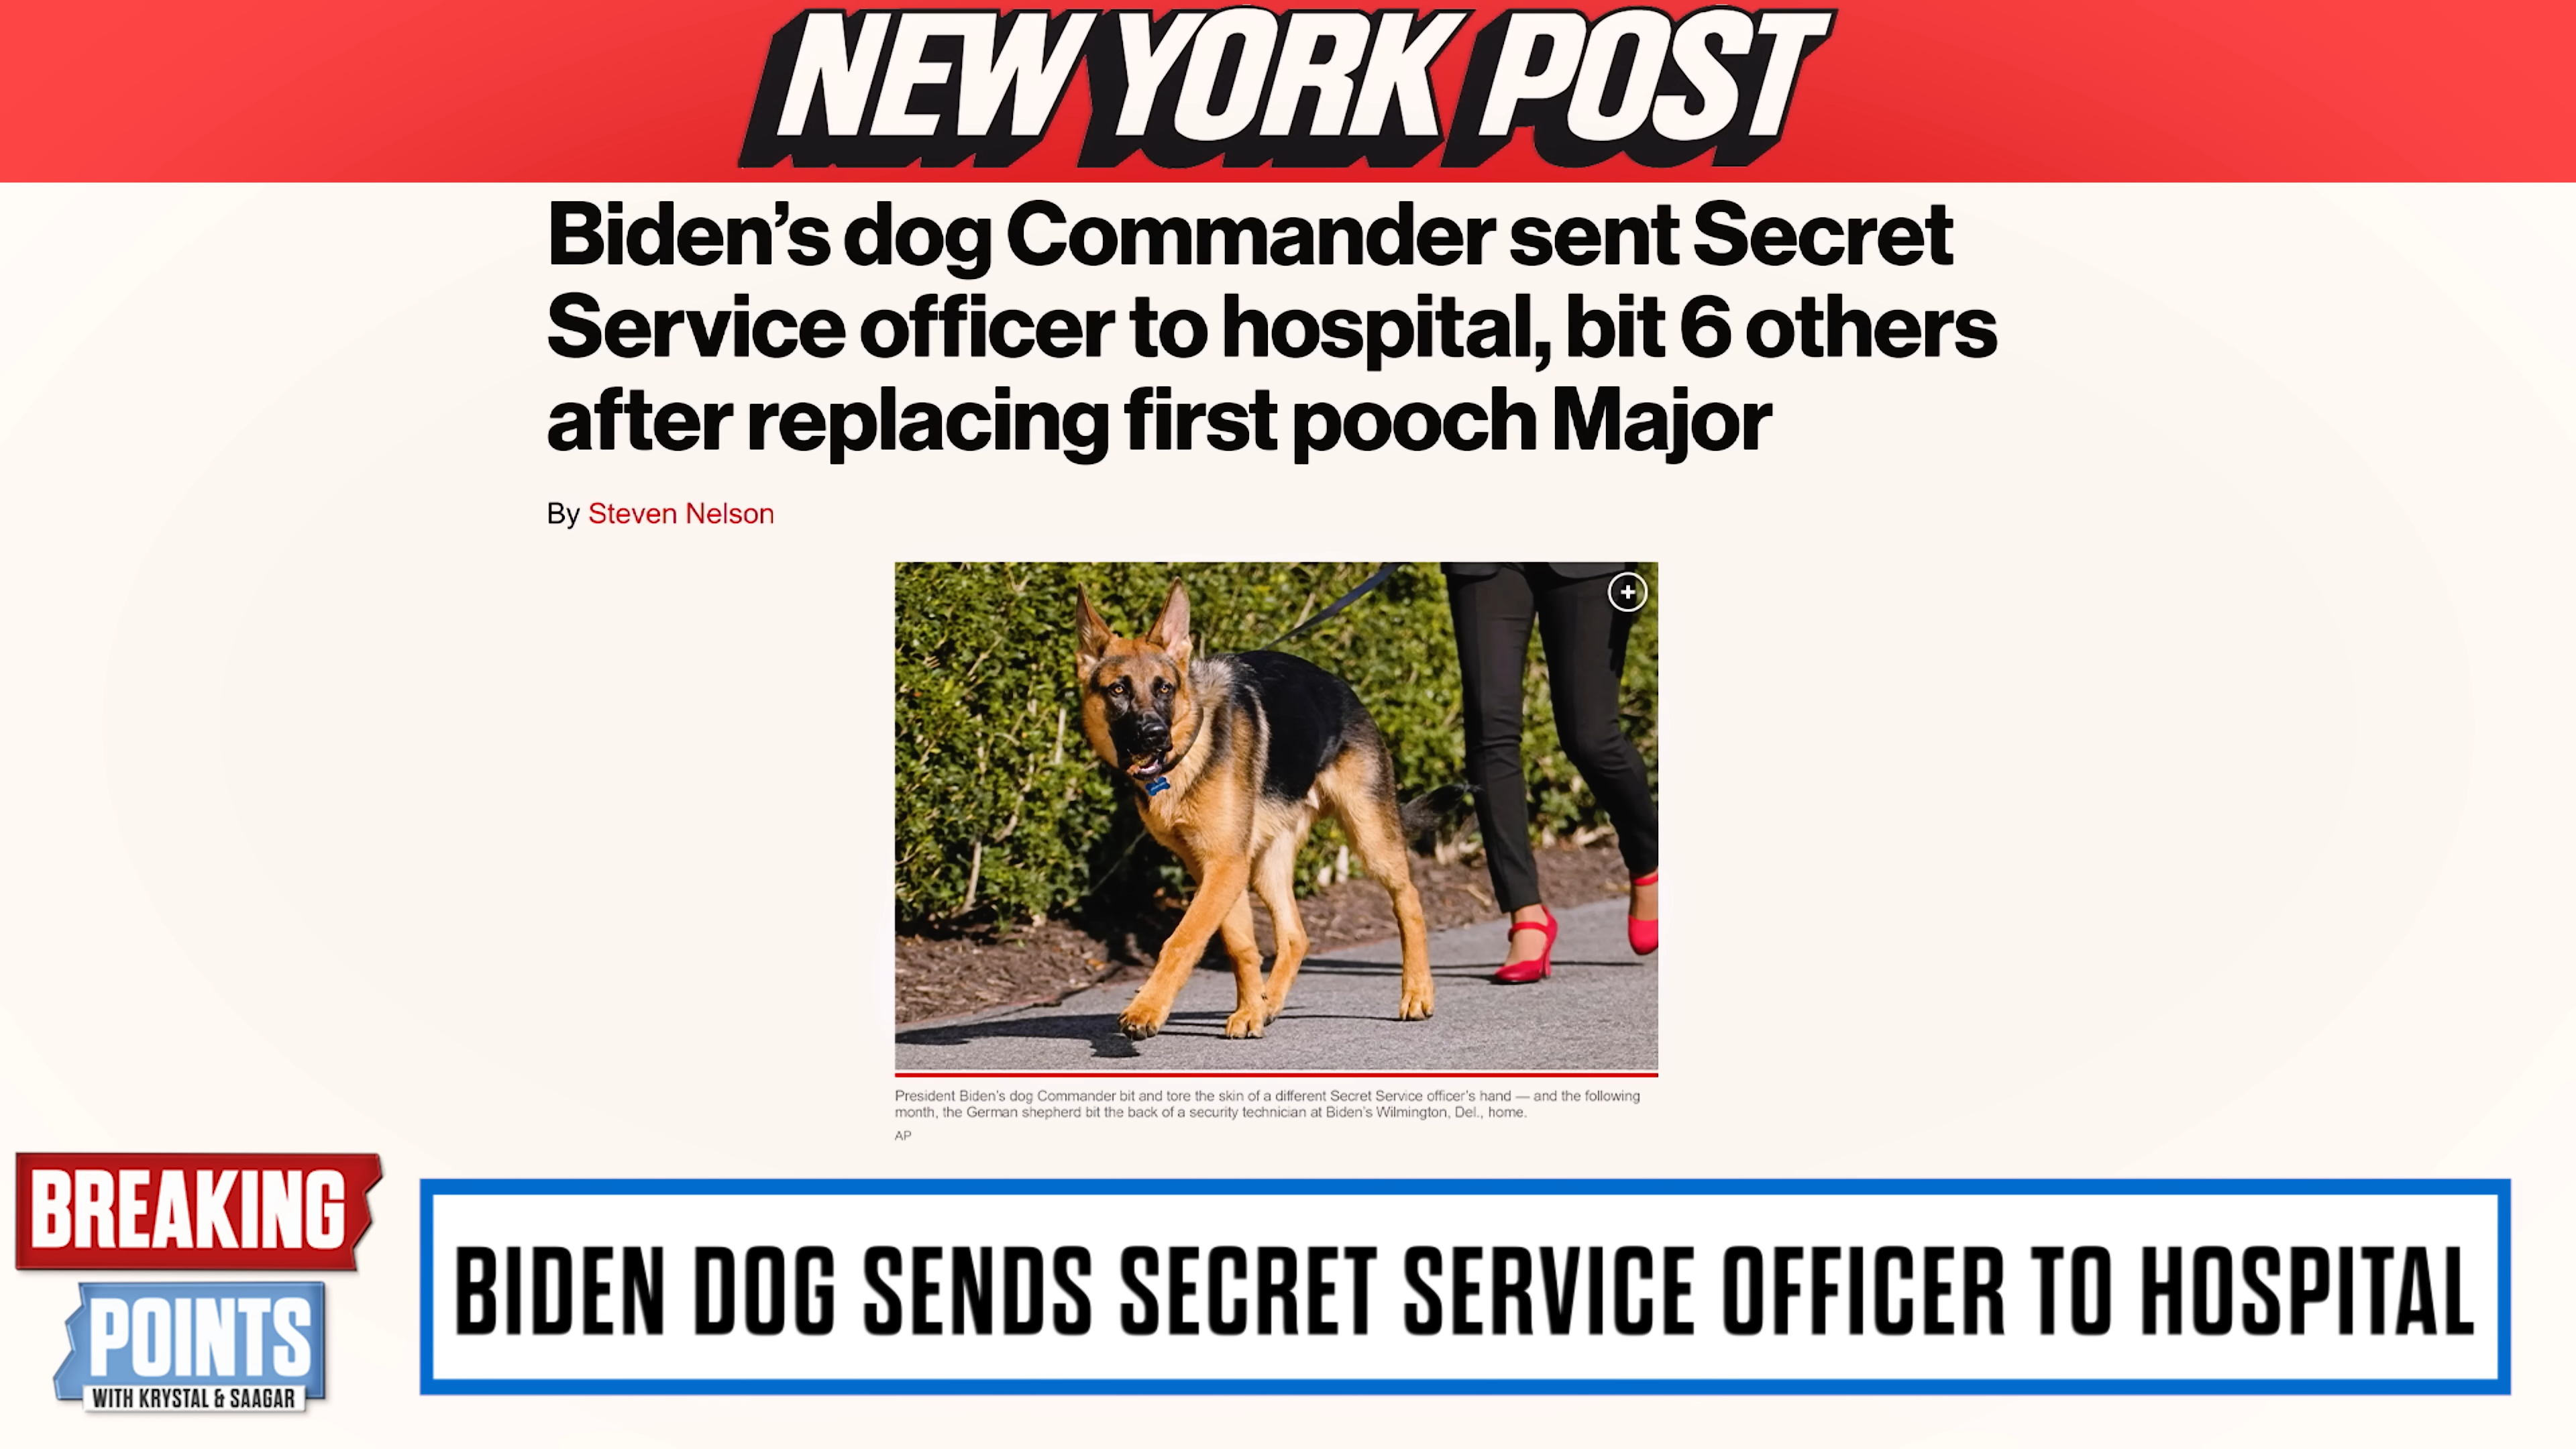 NEW YORK POST
Biden's dog Commander sent Secret
Service officer to hospital, bit 6 others
after replacing first pooch Major
By Steven Nelson
President Biden's dog Commander bit and tore the skin of a different Secret Service officer's hand — and the following
month, the German shepherd bit the back of a security technician at Biden's Wilmington, Del., home.
AP
BREAKING
POINTS
WITH KRYSTAL & SAAGAR
BIDEN DOG SENDS SECRET SERVICE OFFICER TO HOSPITAL